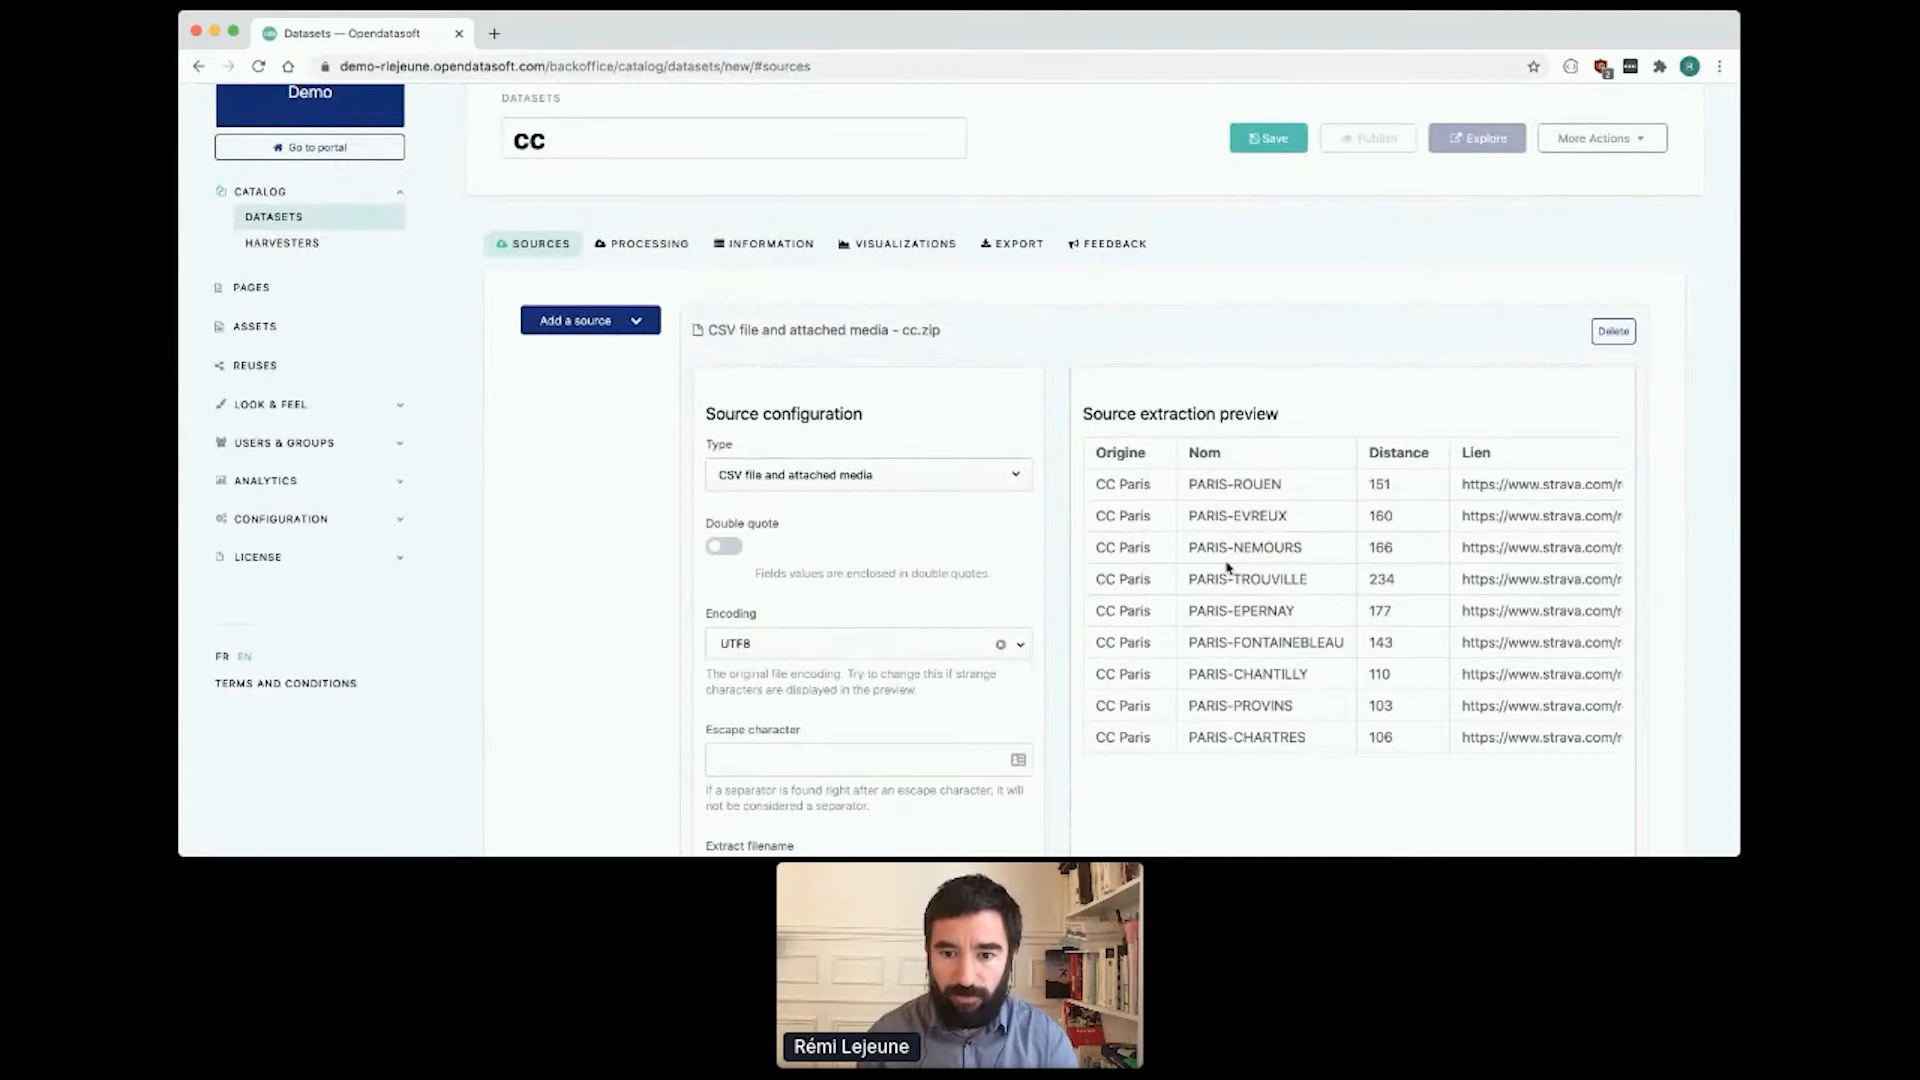 Datasets — Opendatasoft
demo-rlejeune.opendatasoft.com/backoffice/catalog/datasets/new/#sources
Demo
Go to portal
CATALOG
DATASETS
HARVESTERS
PAGES
ASSETS
REUSES
LOOK & FEEL
USERS & GROUPS
ANALYTICS
CONFIGURATION
LICENSE
FR EN
TERMS AND CONDITIONS
DATASETS
cc
Save
Publish
Explore
More Actions
SOURCES PROCESSING INFORMATION VISUALIZATIONS EXPORT FEEDBACK
Add a source
CSV file and attached media - cc.zip
Delete
Source configuration
Type
CSV file and attached media
Double quote
Fields values are enclosed in double quotes.
Encoding
UTF8
The original file encoding. Try to change this if strange
characters are displayed in the preview.
Escape character
If a separator is found right after an escape character, it will
not be considered a separator.
Extract filename
Source extraction preview
Origine Nom Distance Lien
CC Paris PARIS-ROUEN 151 https://www.strava.com/r
CC Paris PARIS-EVREUX 160 https://www.strava.com/r
CC Paris PARIS-NEMOURS 166 https://www.strava.com/r
CC Paris PARIS-TROUVILLE 234 https://www.strava.com/r
CC Paris PARIS-EPERNAY 177 https://www.strava.com/r
CC Paris PARIS-FONTAINEBLEAU 143 https://www.strava.com/r
CC Paris PARIS-CHANTILLY 110 https://www.strava.com/r
CC Paris PARIS-PROVINS 103 https://www.strava.com/r
CC Paris PARIS-CHARTRES 106 https://www.strava.com/r
Rémi Lejeune